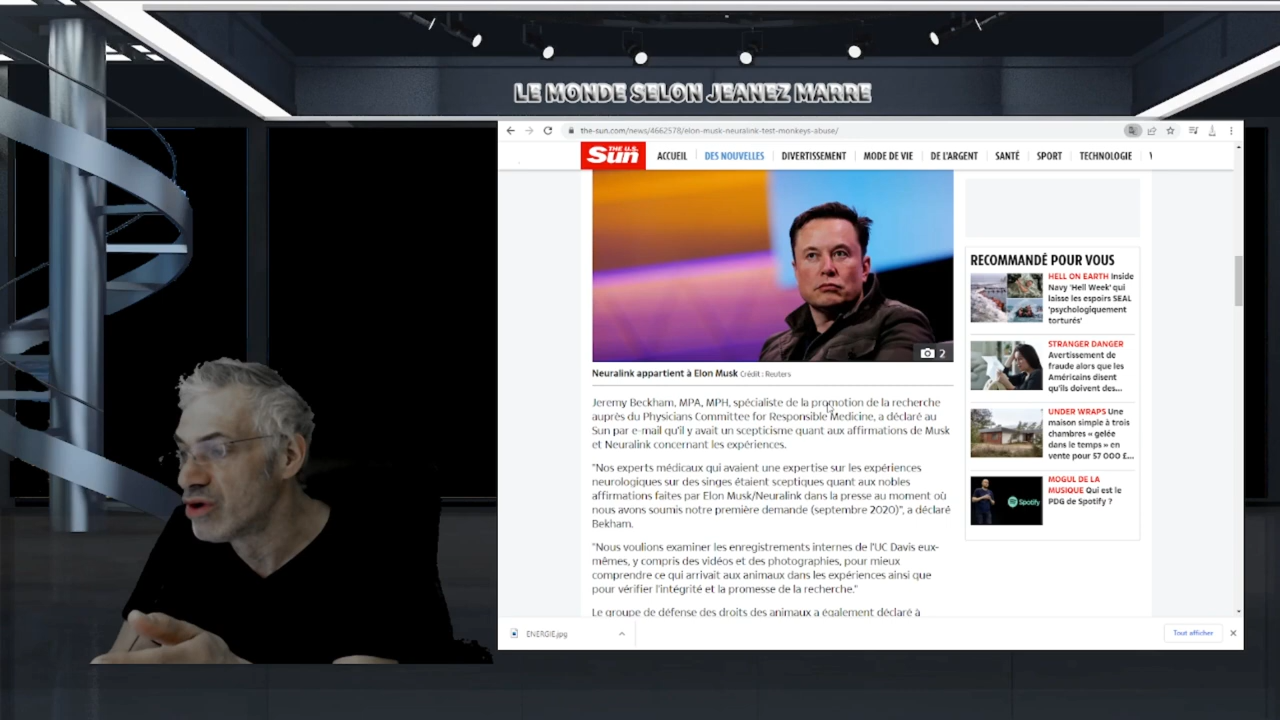 LE MONDE SELON JEANEZ MARRE
the-sun.com/news/4662578/elon-musk-neuralink-test-monkeys-abuse/
THE U.S. Sun
ACCUEIL DES NOUVELLES DIVERTISSEMENT MODE DE VIE DE L'ARGENT SANTÉ SPORT TECHNOLOGIE
2
Neuralink appartient à Elon Musk Crédit : Reuters
Jeremy Beckham, MPA, MPH, spécialiste de la promotion de la recherche
auprès du Physicians Committee for Responsible Medicine, a déclaré au
Sun par e-mail qu'il y avait un scepticisme quant aux affirmations de Musk
et Neuralink concernant les expériences.
"Nos experts médicaux qui avaient une expertise sur les expériences
neurologiques sur des singes étaient sceptiques quant aux nobles
affirmations faites par Elon Musk/Neuralink dans la presse au moment où
nous avons soumis notre première demande (septembre 2020)", a déclaré
Bekham.
"Nous voulions examiner les enregistrements internes de l'UC Davis eux-
mêmes, y compris des vidéos et des photographies, pour mieux
comprendre ce qui arrivait aux animaux dans les expériences ainsi que
pour vérifier l'intégrité et la promesse de la recherche."
Le groupe de défense des droits des animaux a également déclaré à
RECOMMANDÉ POUR VOUS
HELL ON EARTH Inside
Navy 'Hell Week' qui
laisse les espoirs SEAL
'psychologiquement
torturés'
STRANGER DANGER
Avertissement de
fraude alors que les
Américains disent
qu'ils doivent des...
UNDER WRAPS Une
maison simple à trois
chambres « gelée
dans le temps » en
vente pour 57 000 £...
Spotify
MOGUL DE LA
MUSIQUE Qui est le
PDG de Spotify ?
ENERGIE.jpg
Tout afficher